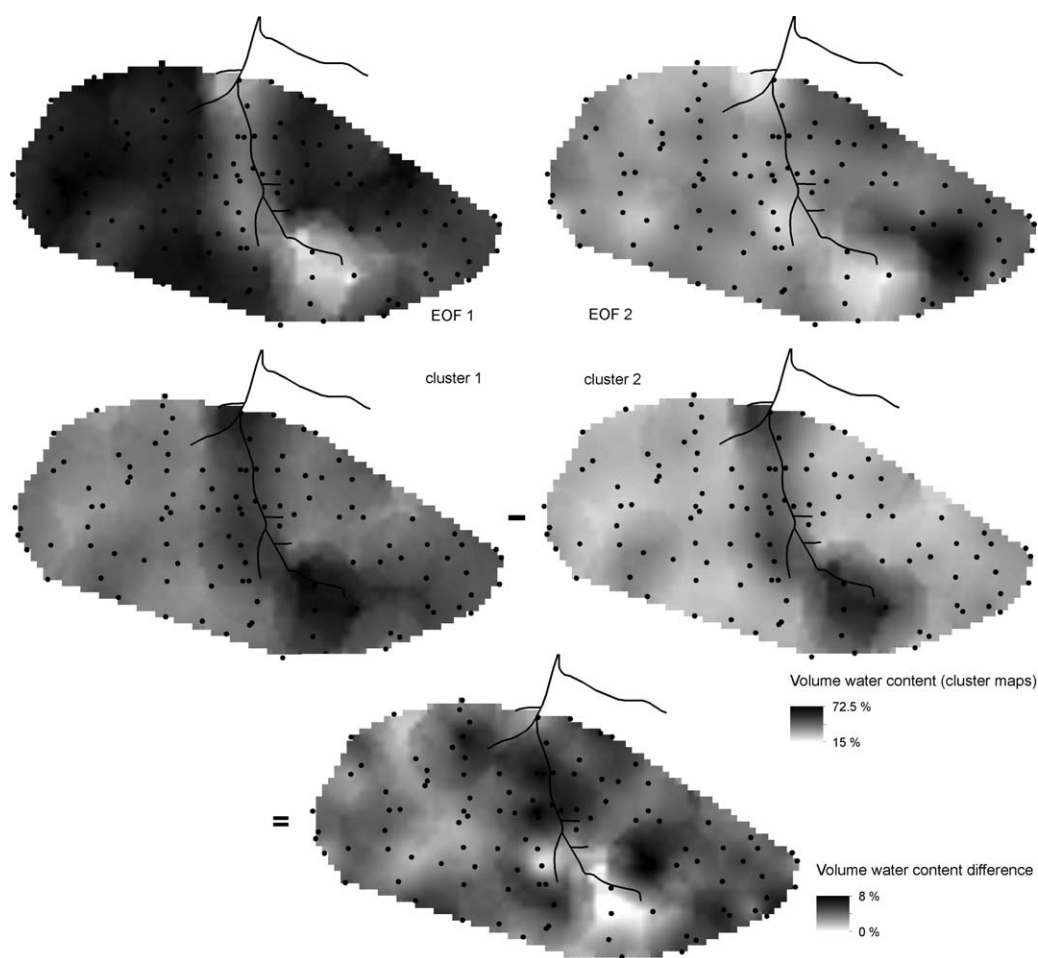 EOF 1
EOF 2
cluster 1
cluster 2
-
Volume water content (cluster maps)
72.5 %
15 %
=
Volume water content difference
8 %
0 %